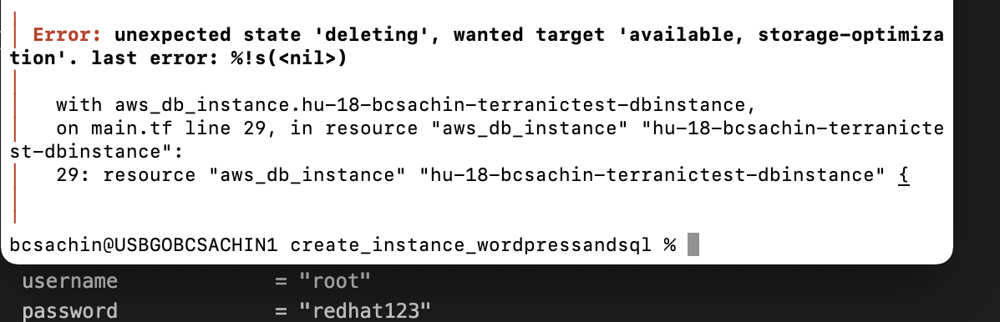 Error: unexpected state 'deleting', wanted target 'available, storage-optimiza
tion'. last error: %!s(<nil>)
with aws_db_instance.hu-18-bcsachin-terranictest-dbinstance,
on main.tf line 29, in resource "aws_db_instance" "hu-18-bcsachin-terranicte
st-dbinstance":
29: resource "aws_db_instance" "hu-18-bcsachin-terranictest-dbinstance" {
bcsachin@USBGOBCSACHIN1 create_instance_wordpressandsql %
username = "root"
password = "redhat123"